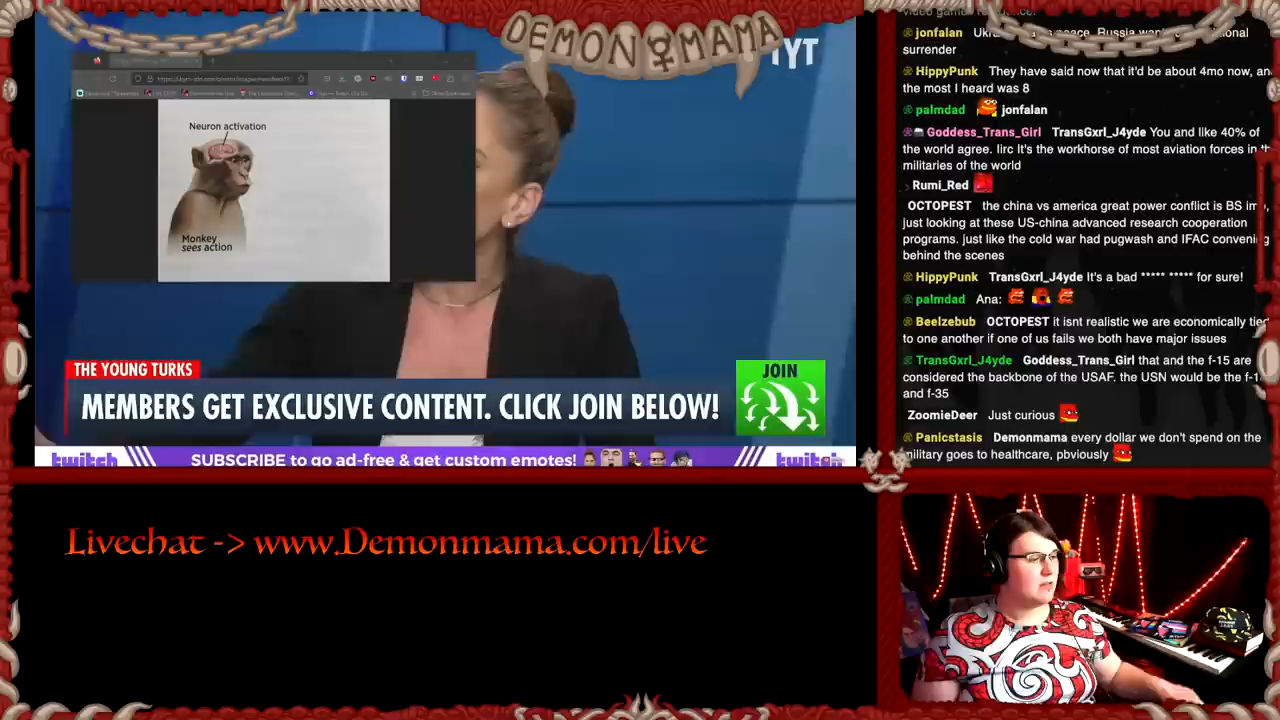 DEMON♀MAMA
TYT
Neuron activation
Monkey
sees action
THE YOUNG TURKS
MEMBERS GET EXCLUSIVE CONTENT. CLICK JOIN BELOW!
JOIN
twitch
SUBSCRIBE to go ad-free & get custom emotes!
twitch
Livechat -> www.Demonmama.com/live
jonfalan
surrender
HippyPunk They have said now that it'd be about 4mo now, and
the most I heard was 8
palmdad jonfalan
Goddess_Trans_Girl TransGxrl_J4yde You and like 40% of
the world agree. Iirc It's the workhorse of most aviation forces in the
militaries of the world
Rumi_Red
OCTOPEST the china vs america great power conflict is BS imo,
just looking at these US-china advanced research cooperation
programs. just like the cold war had pugwash and IFAC convening
behind the scenes
HippyPunk TransGxrl_J4yde It's a bad ***** ***** for sure!
palmdad Ana:
Beelzebub OCTOPEST it isnt realistic we are economically tied
to one another if one of us fails we both have major issues
TransGxrl_J4yde Goddess_Trans_Girl that and the f-15 are
considered the backbone of the USAF. the USN would be the
and f-35
ZoomieDeer Just curious
Panicstasis Demonmama every dollar we don't spend on the
military goes to healthcare, pbviously